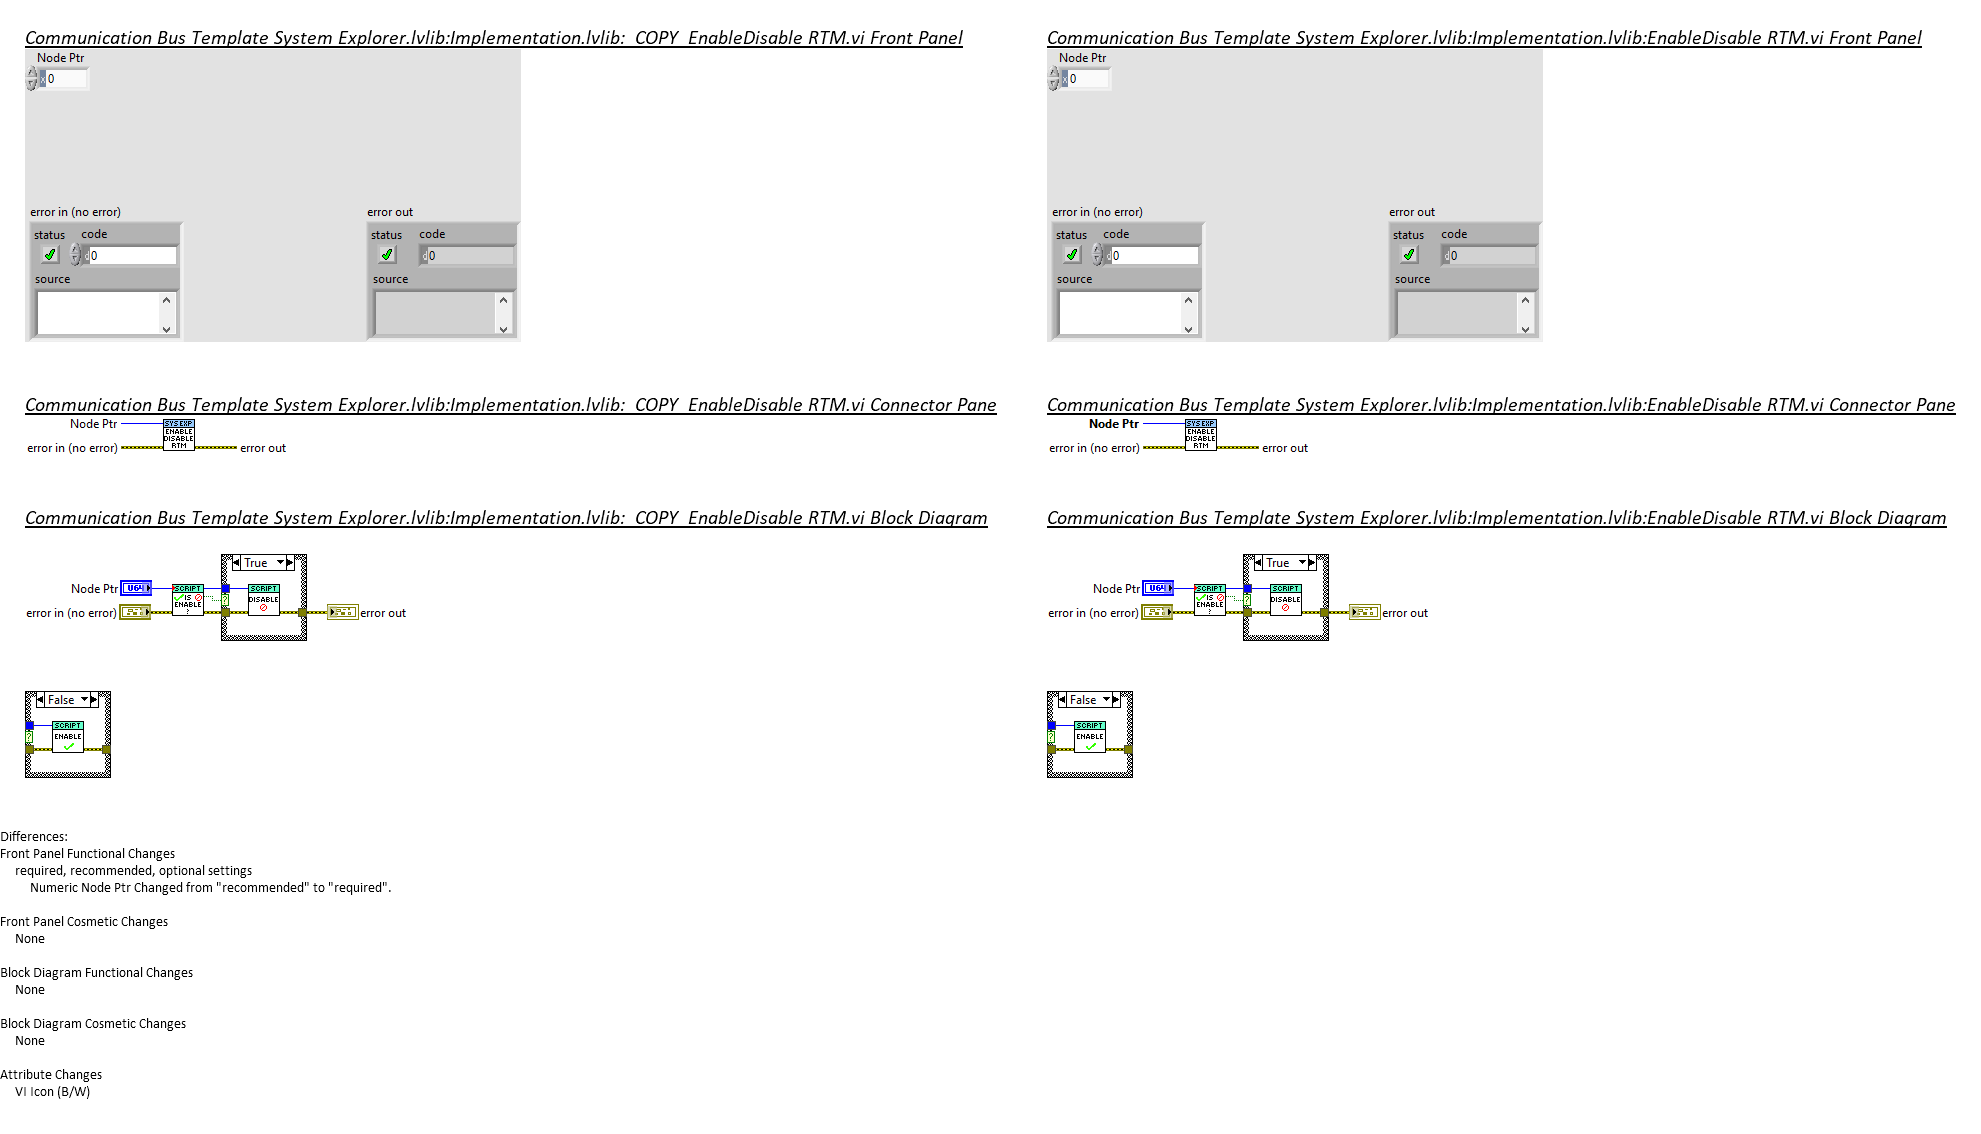 Communication Bus Template System Explorer.lvlib:Implementation.lvlib:_COPY_EnableDisable RTM.vi Front Panel
Node Ptr
x 0
error in (no error)
error out
status code
d 0
source
status code
d 0
source
Communication Bus Template System Explorer.lvlib:Implementation.lvlib:EnableDisable RTM.vi Front Panel
Node Ptr
x 0
error in (no error)
error out
status code
d 0
source
status code
d 0
source
Communication Bus Template System Explorer.lvlib:Implementation.lvlib:_COPY_EnableDisable RTM.vi Connector Pane
Node Ptr
error in (no error)
SYS EXP
ENABLE
DISABLE
RTM
error out
Communication Bus Template System Explorer.lvlib:Implementation.lvlib:EnableDisable RTM.vi Connector Pane
Node Ptr
error in (no error)
SYS EXP
ENABLE
DISABLE
RTM
error out
Communication Bus Template System Explorer.lvlib:Implementation.lvlib:_COPY_EnableDisable RTM.vi Block Diagram
True
Node Ptr
U64
error in (no error)
SCRIPT
IS
ENABLE
?
?
SCRIPT
DISABLE
error out
False
?
SCRIPT
ENABLE
Communication Bus Template System Explorer.lvlib:Implementation.lvlib:EnableDisable RTM.vi Block Diagram
True
Node Ptr
U64
error in (no error)
SCRIPT
IS
ENABLE
?
?
SCRIPT
DISABLE
error out
False
?
SCRIPT
ENABLE
Differences:
Front Panel Functional Changes
required, recommended, optional settings
Numeric Node Ptr Changed from "recommended" to "required".
Front Panel Cosmetic Changes
None
Block Diagram Functional Changes
None
Block Diagram Cosmetic Changes
None
Attribute Changes
VI Icon (B/W)